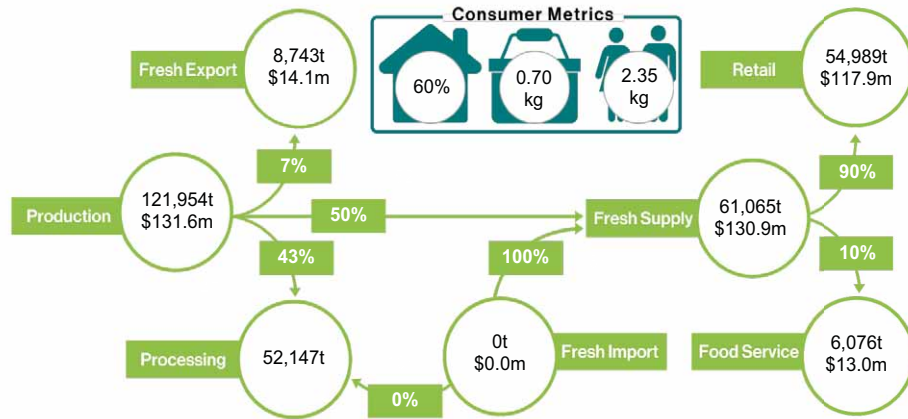 Consumer Metrics
60%
0.70
kg
2.35
kg
Fresh Export
8,743t
$14.1m
Retail
54,989t
$117.9m
7%
90%
Production
121,954t
$131.6m
50%
Fresh Supply
61,065t
$130.9m
43%
100%
10%
Processing
52,147t
0t
$0.0m
Fresh Import
Food Service
6,076t
$13.0m
0%